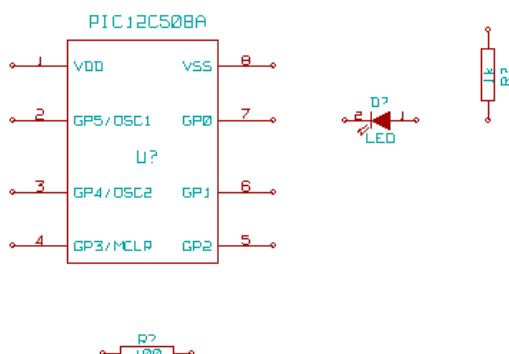 PIC12C508A
1 VDD VSS 8
2 GP5/OSC1 GP0 7
U?
3 GP4/OSC2 GP1 6
4 GP3/MCLR GP2 5
D?
2 1
LED
1k
R?
R?
100